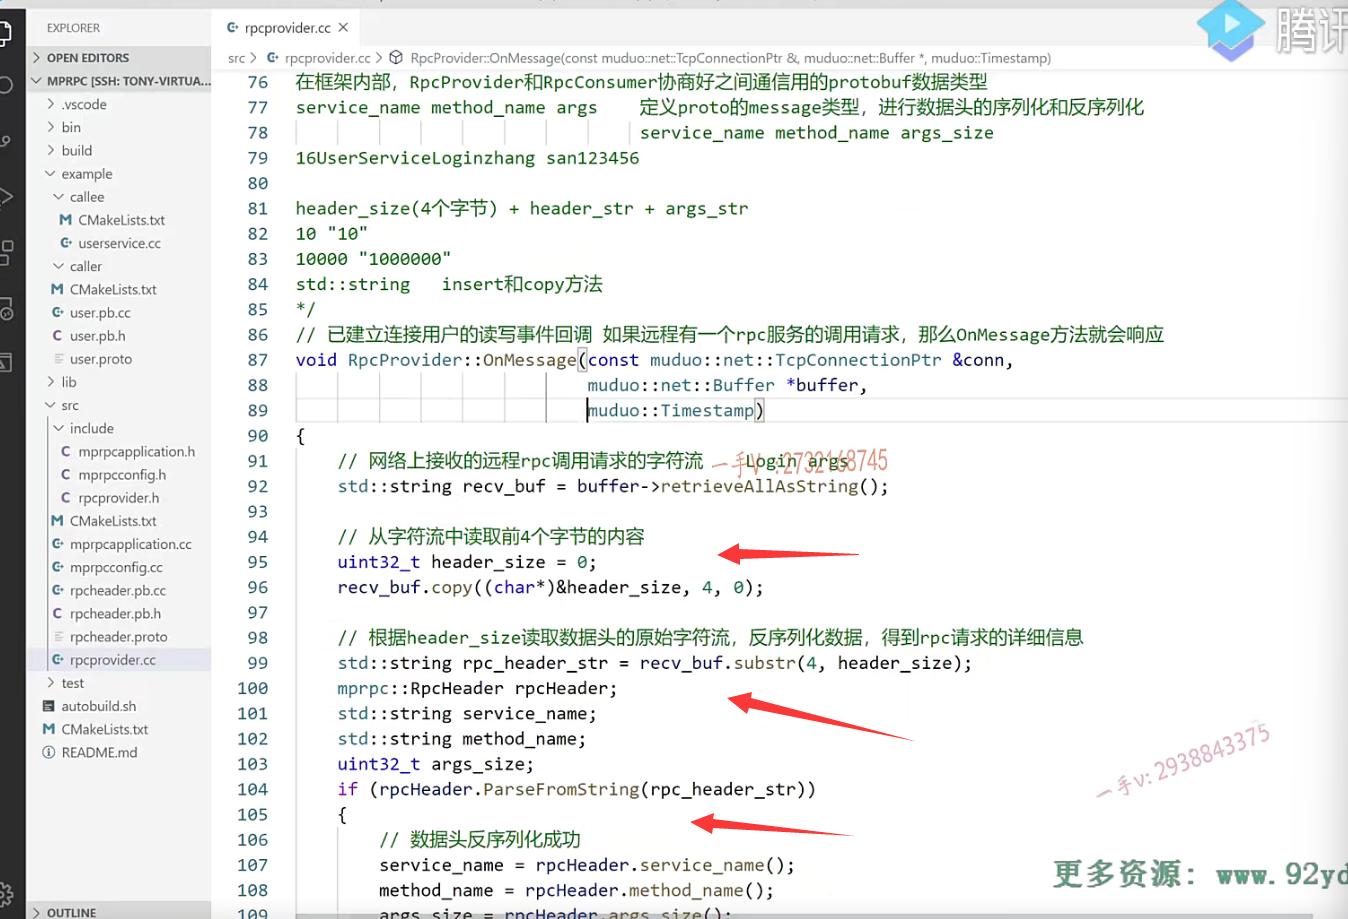 EXPLORER
OPEN EDITORS
MPRPC [SSH: TONY-VIRTUA...
.vscode
bin
build
example
callee
CMakeLists.txt
userservice.cc
caller
CMakeLists.txt
user.pb.cc
user.pb.h
user.proto
lib
src
include
mprpcapplication.h
mprpcconfig.h
rpcprovider.h
CMakeLists.txt
mprpcapplication.cc
mprpcconfig.cc
rpcheader.pb.cc
rpcheader.pb.h
rpcheader.proto
rpcprovider.cc
test
autobuild.sh
CMakeLists.txt
README.md
OUTLINE
rpcprovider.cc
src > rpcprovider.cc > RpcProvider::OnMessage(const muduo::net::TcpConnectionPtr &, muduo::net::Buffer *, muduo::Timestamp)
腾讯
76 在框架内部，RpcProvider和RpcConsumer协商好之间通信用的protobuf数据类型
77 service_name method_name args 定义proto的message类型，进行数据头的序列化和反序列化
78 service_name method_name args_size
79 16UserServiceLoginzhang san123456
80
81 header_size(4个字节) + header_str + args_str
82 10 "10"
83 10000 "1000000"
84 std::string insert和copy方法
85 */
86 // 已建立连接用户的读写事件回调 如果远程有一个rpc服务的调用请求，那么OnMessage方法就会响应
87 void RpcProvider::OnMessage(const muduo::net::TcpConnectionPtr &conn,
88 muduo::net::Buffer *buffer,
89 muduo::Timestamp)
90 {
91 // 网络上接收的远程rpc调用请求的字符流 Login args
一手V :2732168745
92 std::string recv_buf = buffer->retrieveAllAsString();
93
94 // 从字符流中读取前4个字节的内容
95 uint32_t header_size = 0;
96 recv_buf.copy((char*)&header_size, 4, 0);
97
98 // 根据header_size读取数据头的原始字符流，反序列化数据，得到rpc请求的详细信息
99 std::string rpc_header_str = recv_buf.substr(4, header_size);
100 mprpc::RpcHeader rpcHeader;
101 std::string service_name;
102 std::string method_name;
103 uint32_t args_size;
104 if (rpcHeader.ParseFromString(rpc_header_str))
105 {
106 // 数据头反序列化成功
107 service_name = rpcHeader.service_name();
108 method_name = rpcHeader.method_name();
109 args_size = rpcHeader.args_size();
一手v: 2938843375
更多资源: www.92yd